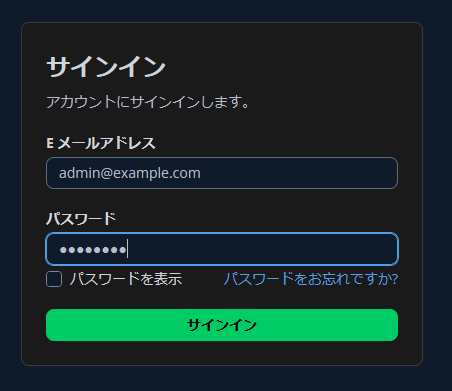 サインイン
アカウントにサインインします。
E メールアドレス
admin@example.com
パスワード
●●●●●●●●
パスワードを表示
パスワードをお忘れですか?
サインイン